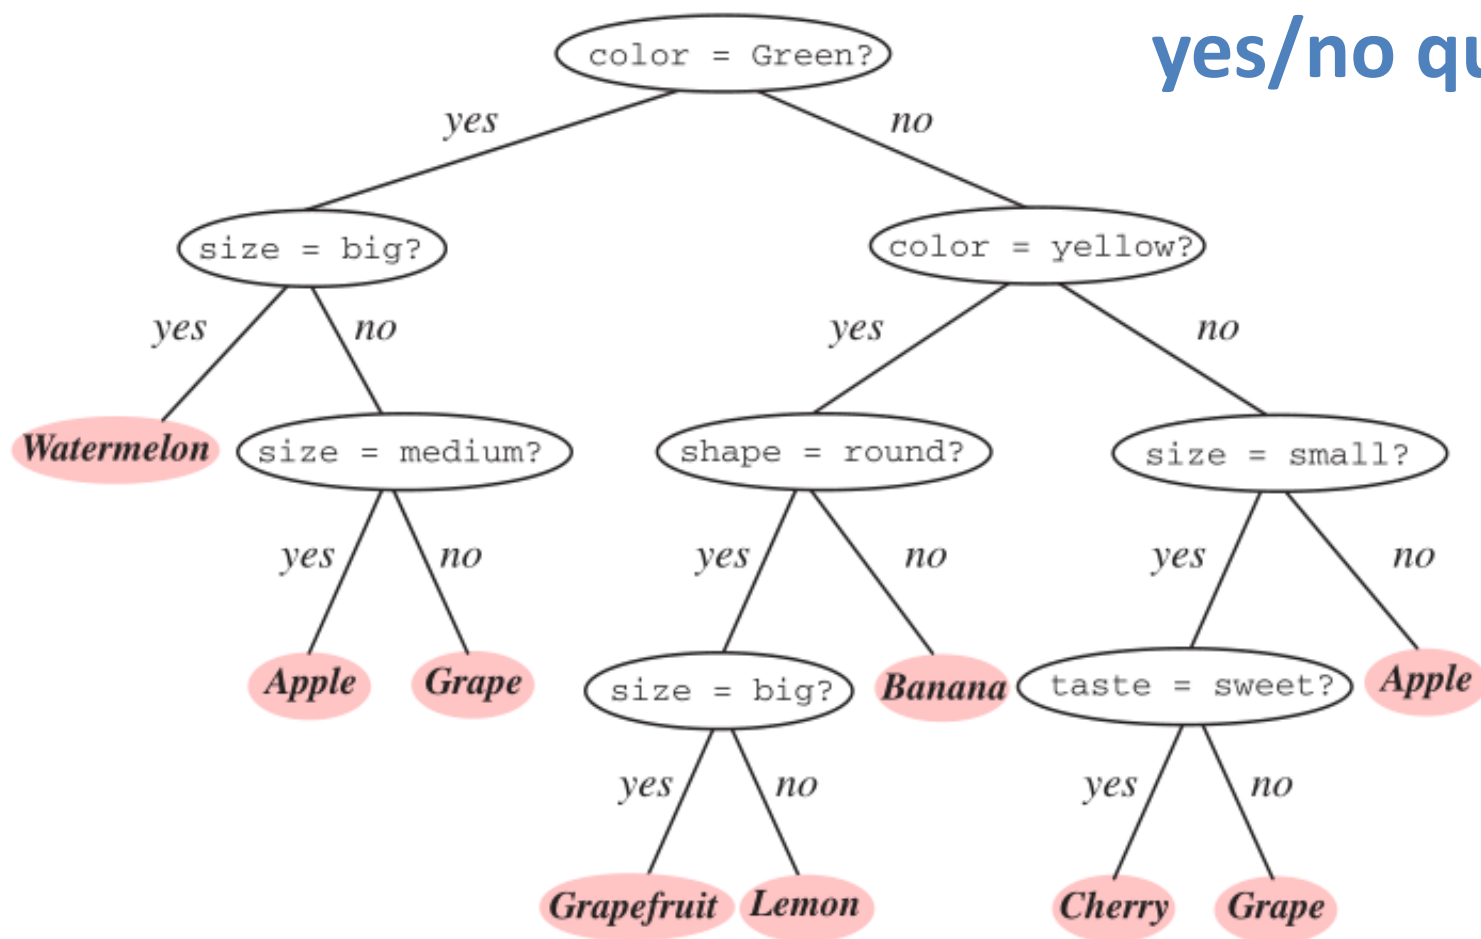 yes/no qu
color = Green?
yes
no
size = big?
color = yellow?
yes
no
yes
no
Watermelon
size = medium?
shape = round?
size = small?
yes
no
yes
no
yes
no
Apple
Grape
size = big?
Banana
taste = sweet?
Apple
yes
no
yes
no
Grapefruit
Lemon
Cherry
Grape